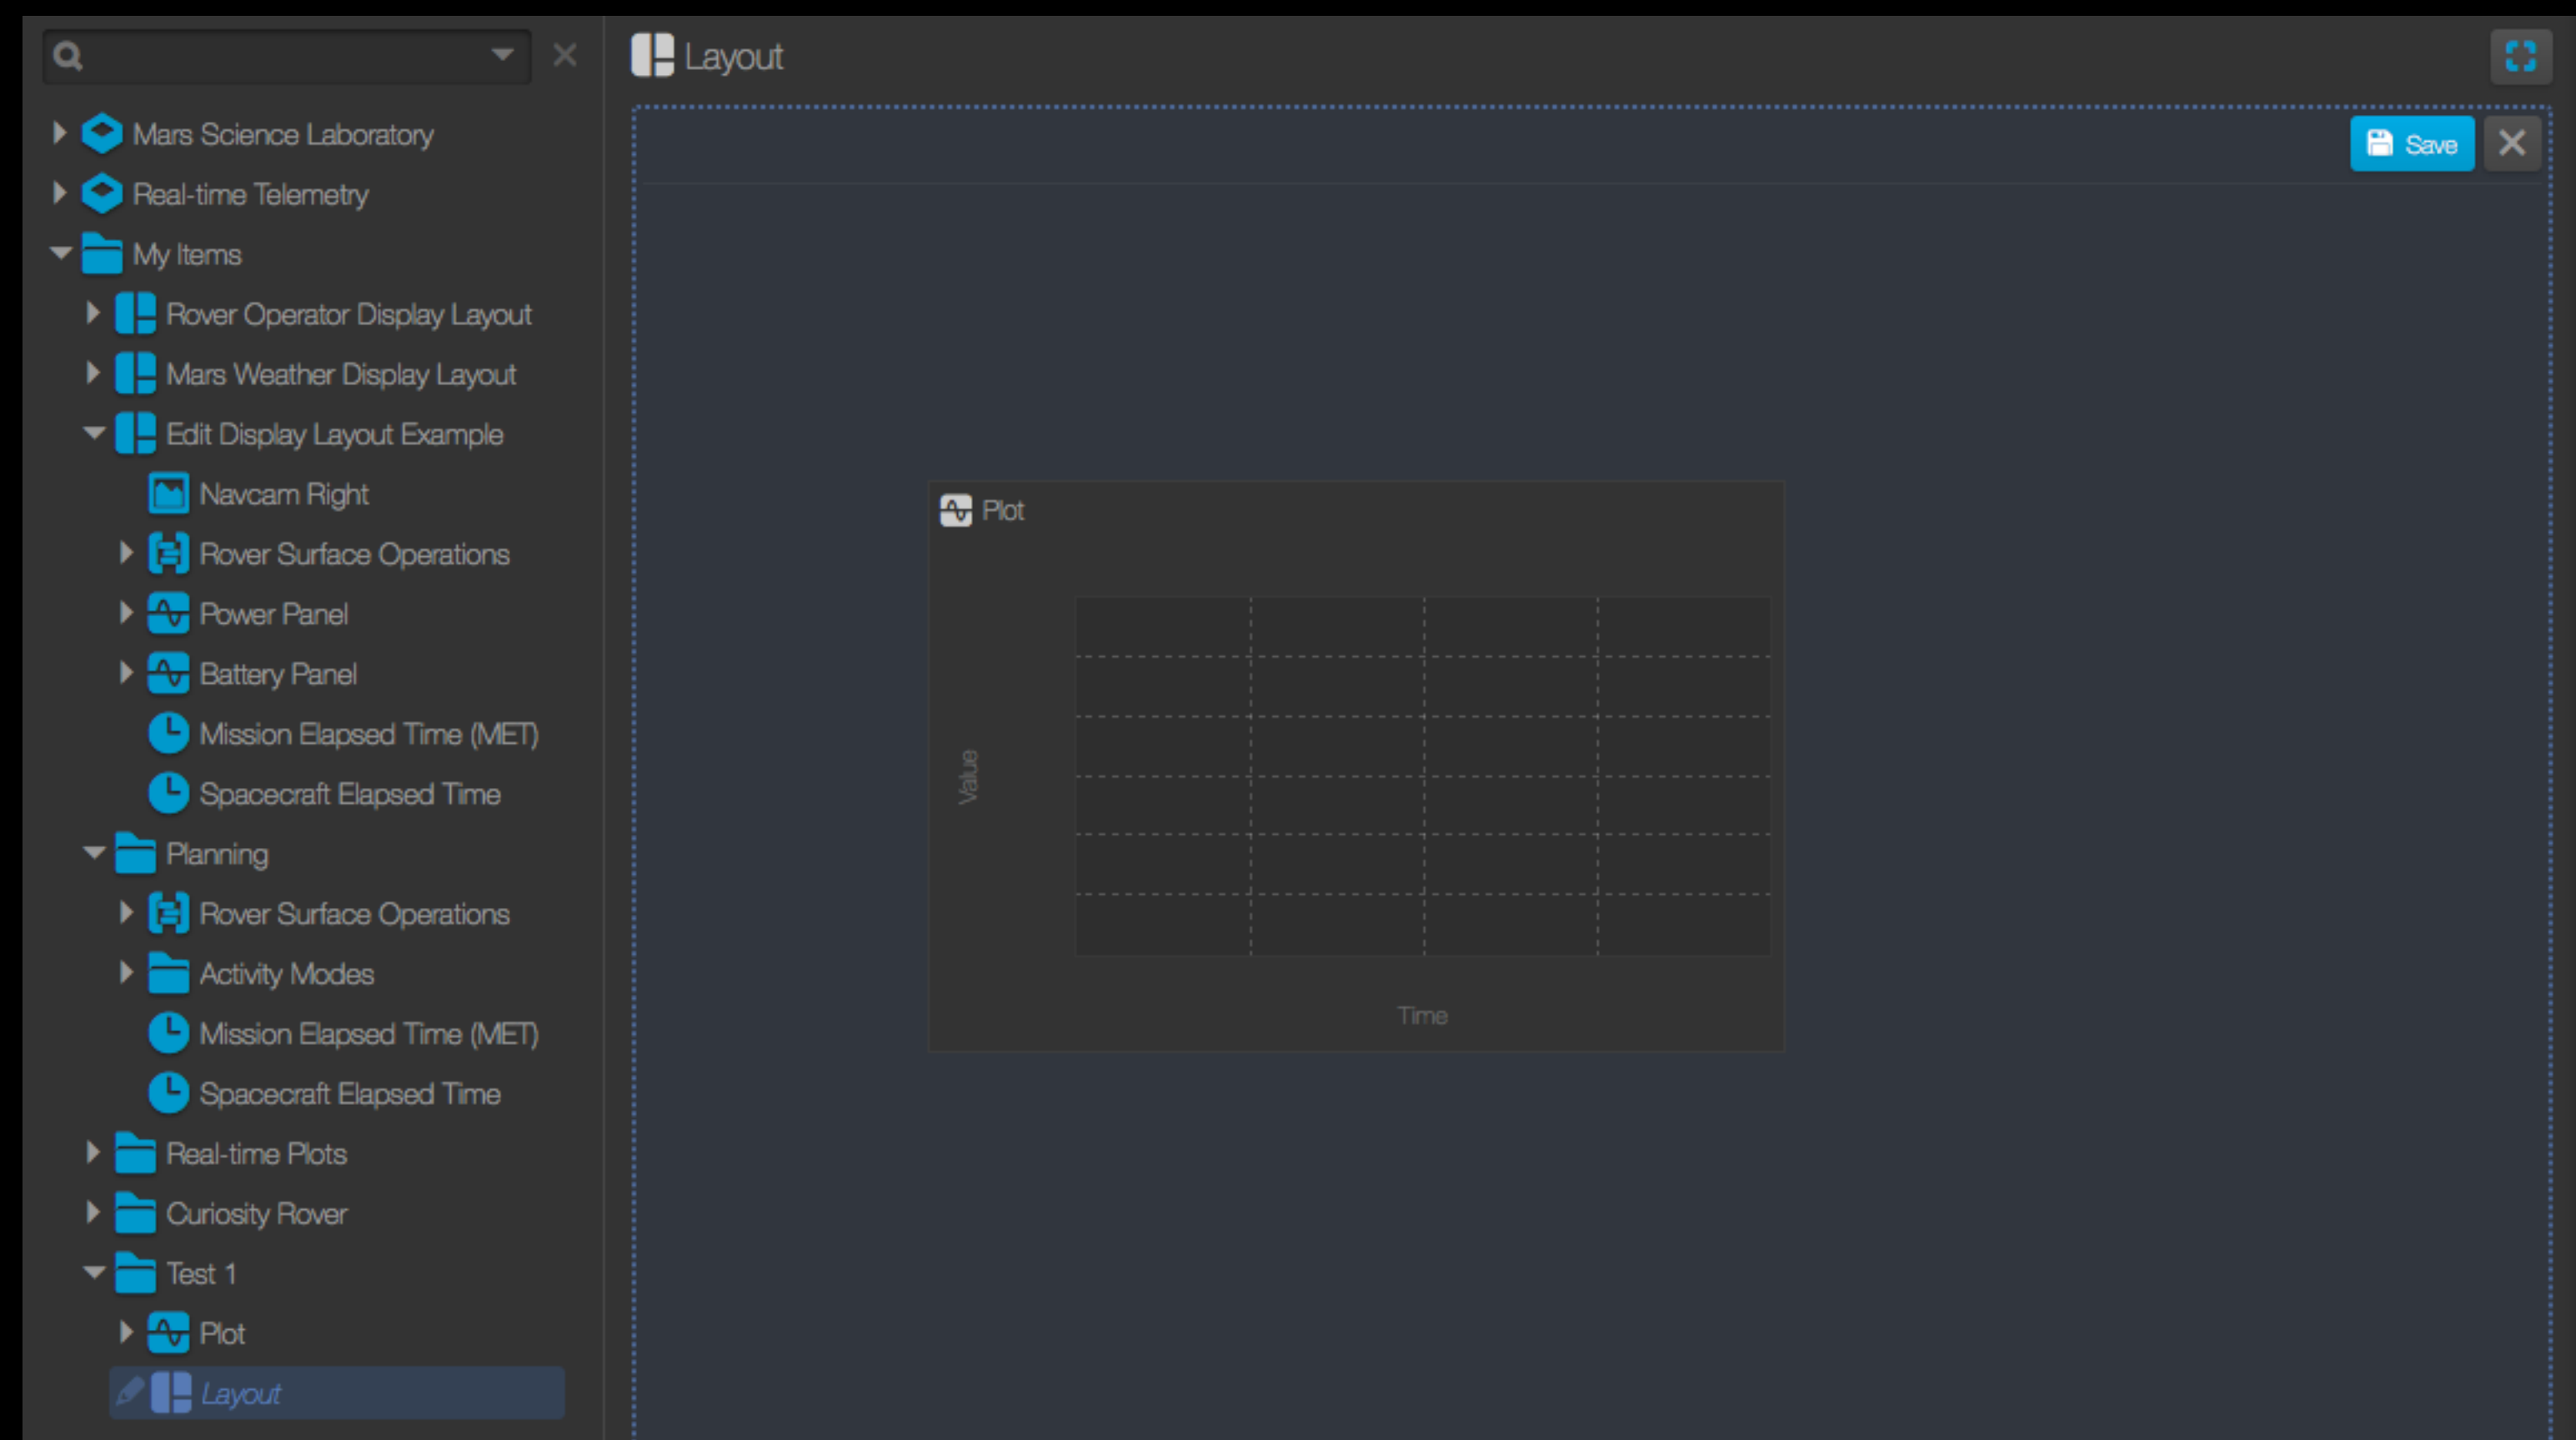 Mars Science Laboratory
Real-time Telemetry
My Items
Rover Operator Display Layout
Mars Weather Display Layout
Edit Display Layout Example
Navcam Right
Rover Surface Operations
Power Panel
Battery Panel
Mission Elapsed Time (MET)
Spacecraft Elapsed Time
Planning
Rover Surface Operations
Activity Modes
Mission Elapsed Time (MET)
Spacecraft Elapsed Time
Real-time Plots
Curiosity Rover
Test 1
Plot
Layout
Layout
Save
Plot
Value
Time